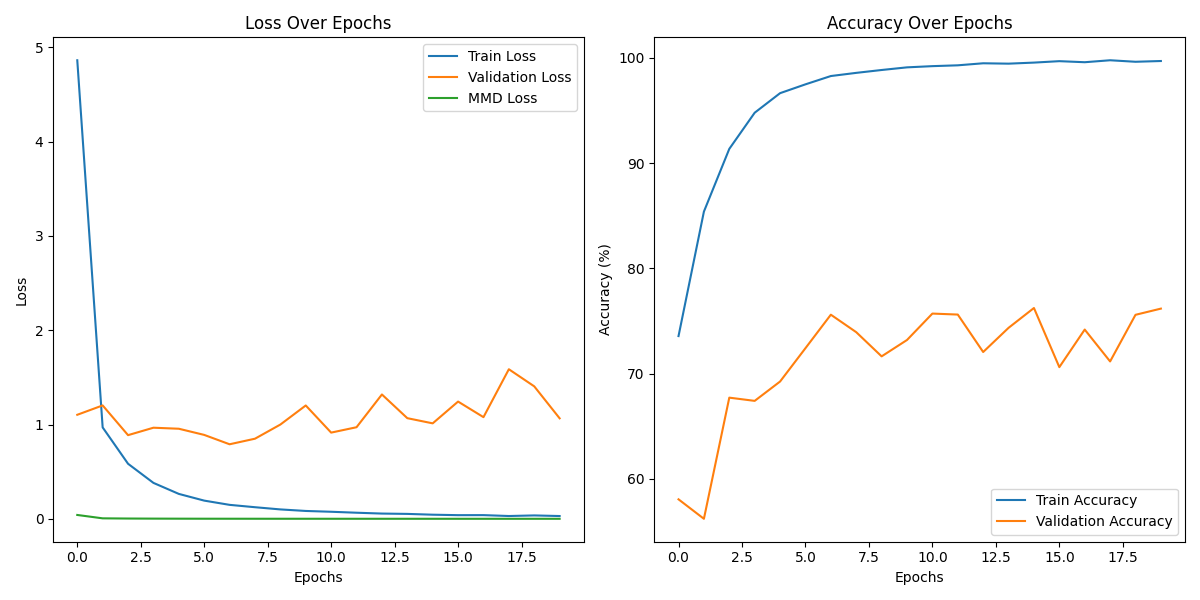 Loss Over Epochs
5
4
3
2
1
0
Loss
Train Loss
Validation Loss
MMD Loss
0.0 2.5 5.0 7.5 10.0 12.5 15.0 17.5
Epochs
Accuracy Over Epochs
100
90
80
70
60
Accuracy (%)
Train Accuracy
Validation Accuracy
0.0 2.5 5.0 7.5 10.0 12.5 15.0 17.5
Epochs